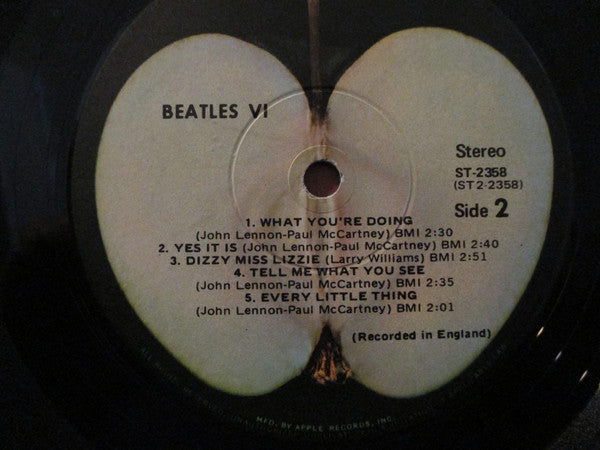 BEATLES VI
Stereo
ST-2358
(ST2-2358)
Side 2
1. WHAT YOU'RE DOING
(John Lennon-Paul McCartney) BMI 2:30
2. YES IT IS (John Lennon-Paul McCartney) BMI 2:40
3. DIZZY MISS LIZZIE (Larry Williams) BMI 2:51
4. TELL ME WHAT YOU SEE
(John Lennon-Paul McCartney) BMI 2:35
5. EVERY LITTLE THING
(John Lennon-Paul McCartney) BMI 2:01
(Recorded in England)
MFD. BY APPLE RECORDS, INC.